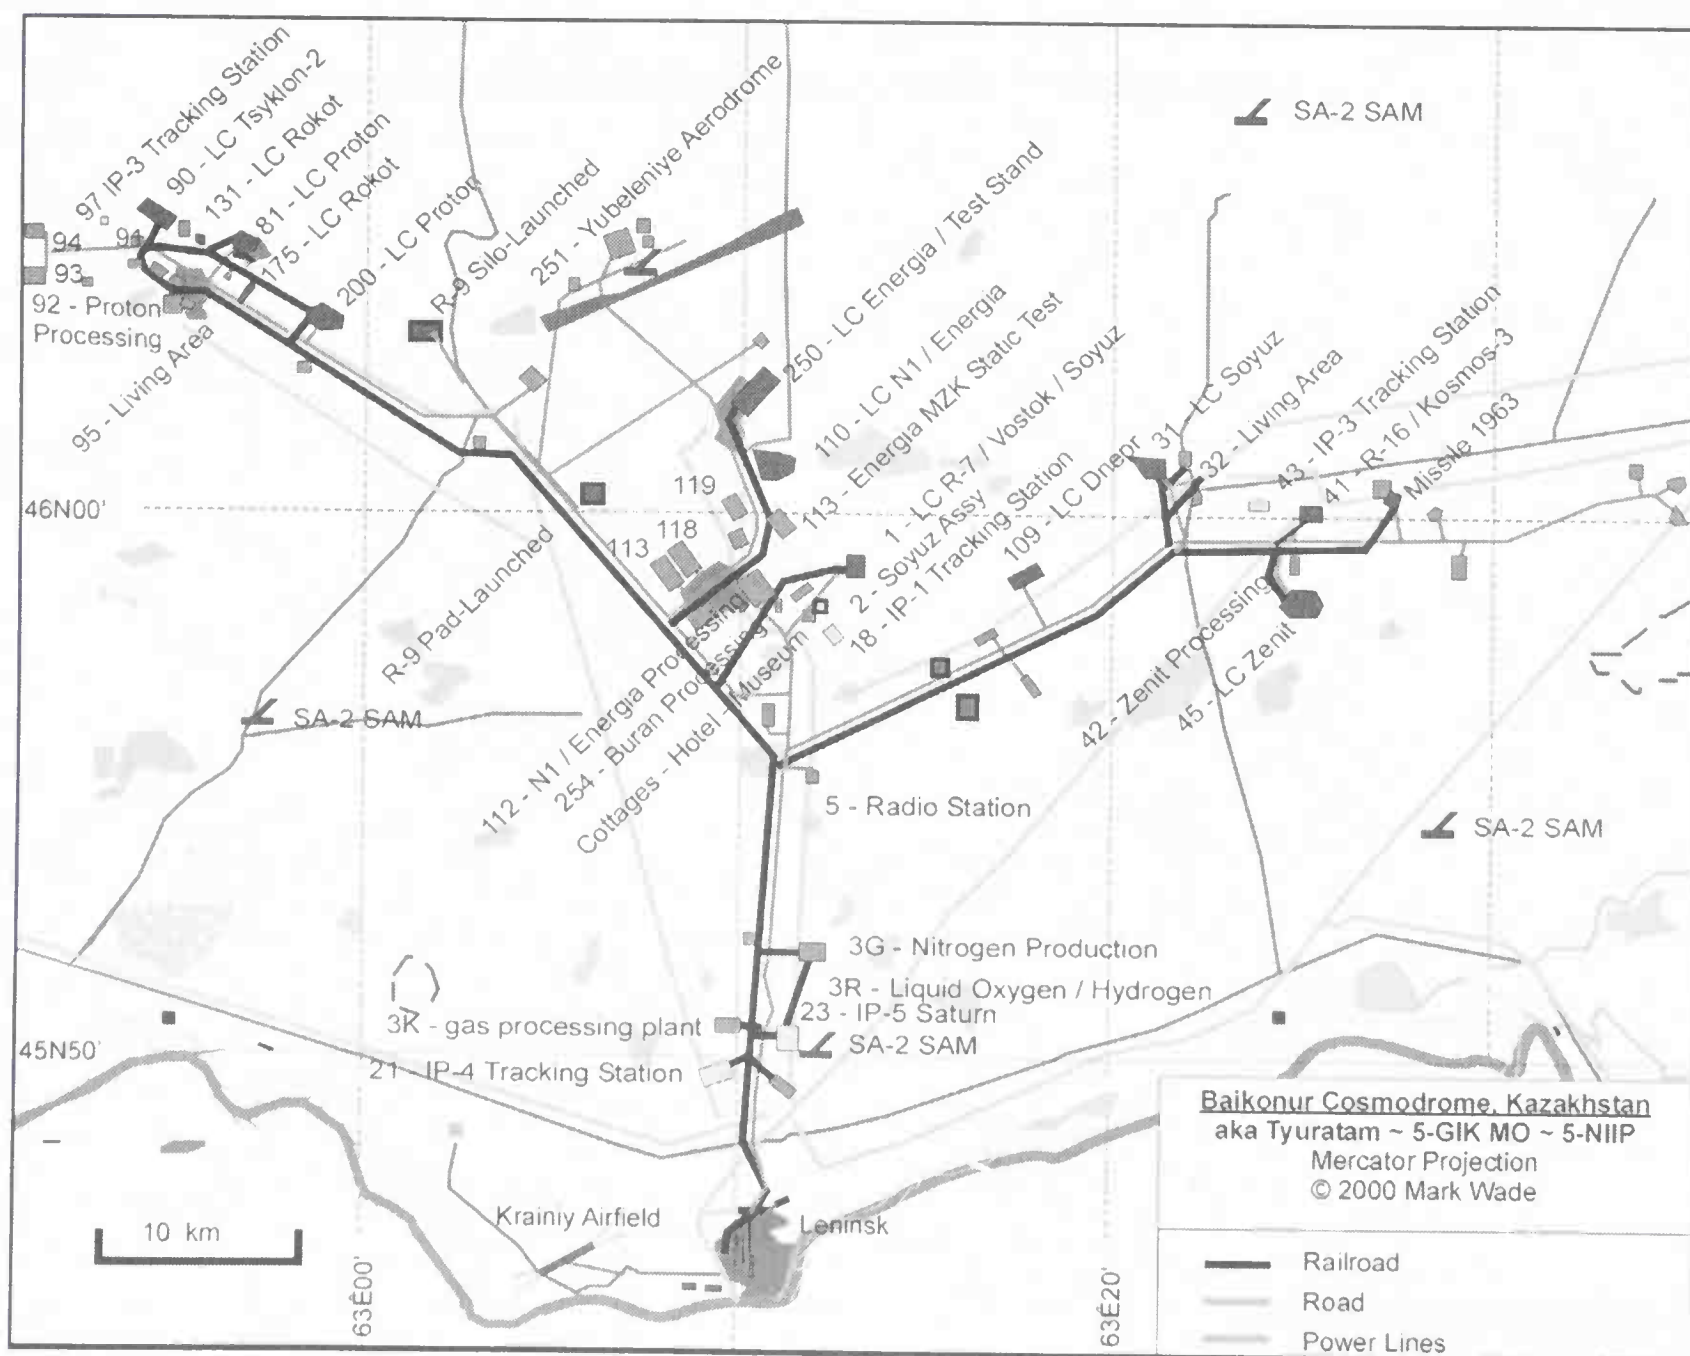 97 IP-3 Tracking Station
90 - LC Tsyklon-2
131 - LC Rokot
81 - LC Proton
175 - LC Rokot
200 - LC Proton
R-9 Silo-Launched
251 - Yubeleniye Aerodrome
250 - LC Energia / Test Stand
110 - LC N1 / Energia
113 - Energia MZK Static Test
1 - LC R-7 / Vostok / Soyuz
2 - Soyuz Assy
18 - IP-1 Tracking Station
109 - LC Dnepr
31 - LC Soyuz
32 - Living Area
43 - IP-3 Tracking Station
41 - R-16 / Kosmos-3
Missile 1963
SA-2 SAM
94
94
93
92 - Proton
Processing
95 - Living Area
119
118
113
46N00'
R-9 Pad-Launched
SA-2 SAM
112 - N1 / Energia Processing
254 - Buran Processing
Cottages - Hotel - Museum
42 - Zenit Processing
45 - LC Zenit
5 - Radio Station
SA-2 SAM
3G - Nitrogen Production
3R - Liquid Oxygen / Hydrogen
23 - IP-5 Saturn
3K - gas processing plant
SA-2 SAM
45N50'
21 - IP-4 Tracking Station
Krainiy Airfield
Leninsk
10 km
63E00'
63E20'
Baikonur Cosmodrome, Kazakhstan
aka Tyuratam ~ 5-GIK MO ~ 5-NIIP
Mercator Projection
© 2000 Mark Wade
Railroad
Road
Power Lines